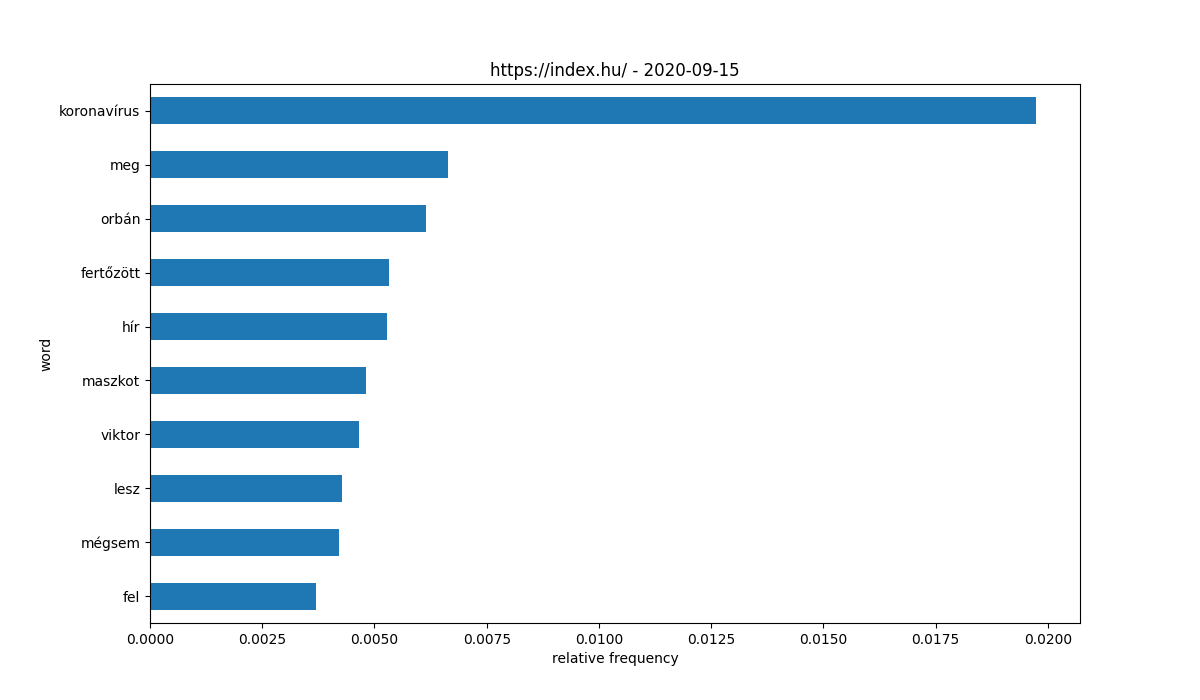 https://index.hu/ - 2020-09-15
word
koronavírus
meg
orbán
fertőzött
hír
maszkot
viktor
lesz
mégsem
fel
0.0000 0.0025 0.0050 0.0075 0.0100 0.0125 0.0150 0.0175 0.0200
relative frequency